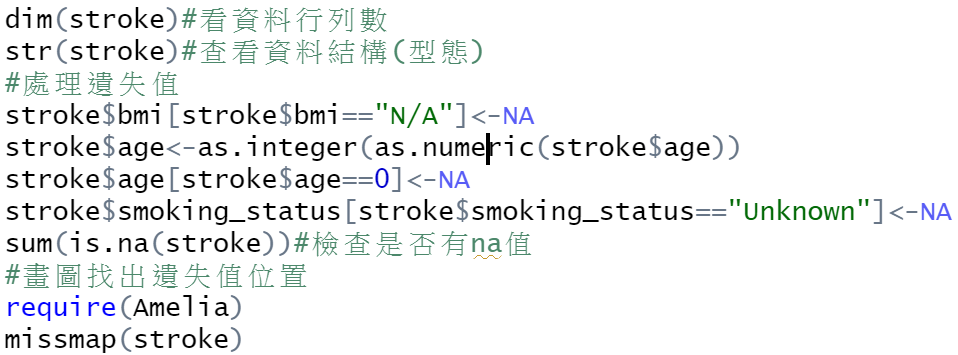 dim(stroke)#看資料行列數
str(stroke)#查看資料結構(型態)
#處理遺失值
stroke$bmi[stroke$bmi=="N/A"]<-NA
stroke$age<-as.integer(as.numeric(stroke$age))
stroke$age[stroke$age==0]<-NA
stroke$smoking_status[stroke$smoking_status=="Unknown"]<-NA
sum(is.na(stroke))#檢查是否有na值
#畫圖找出遺失值位置
require(Amelia)
missmap(stroke)